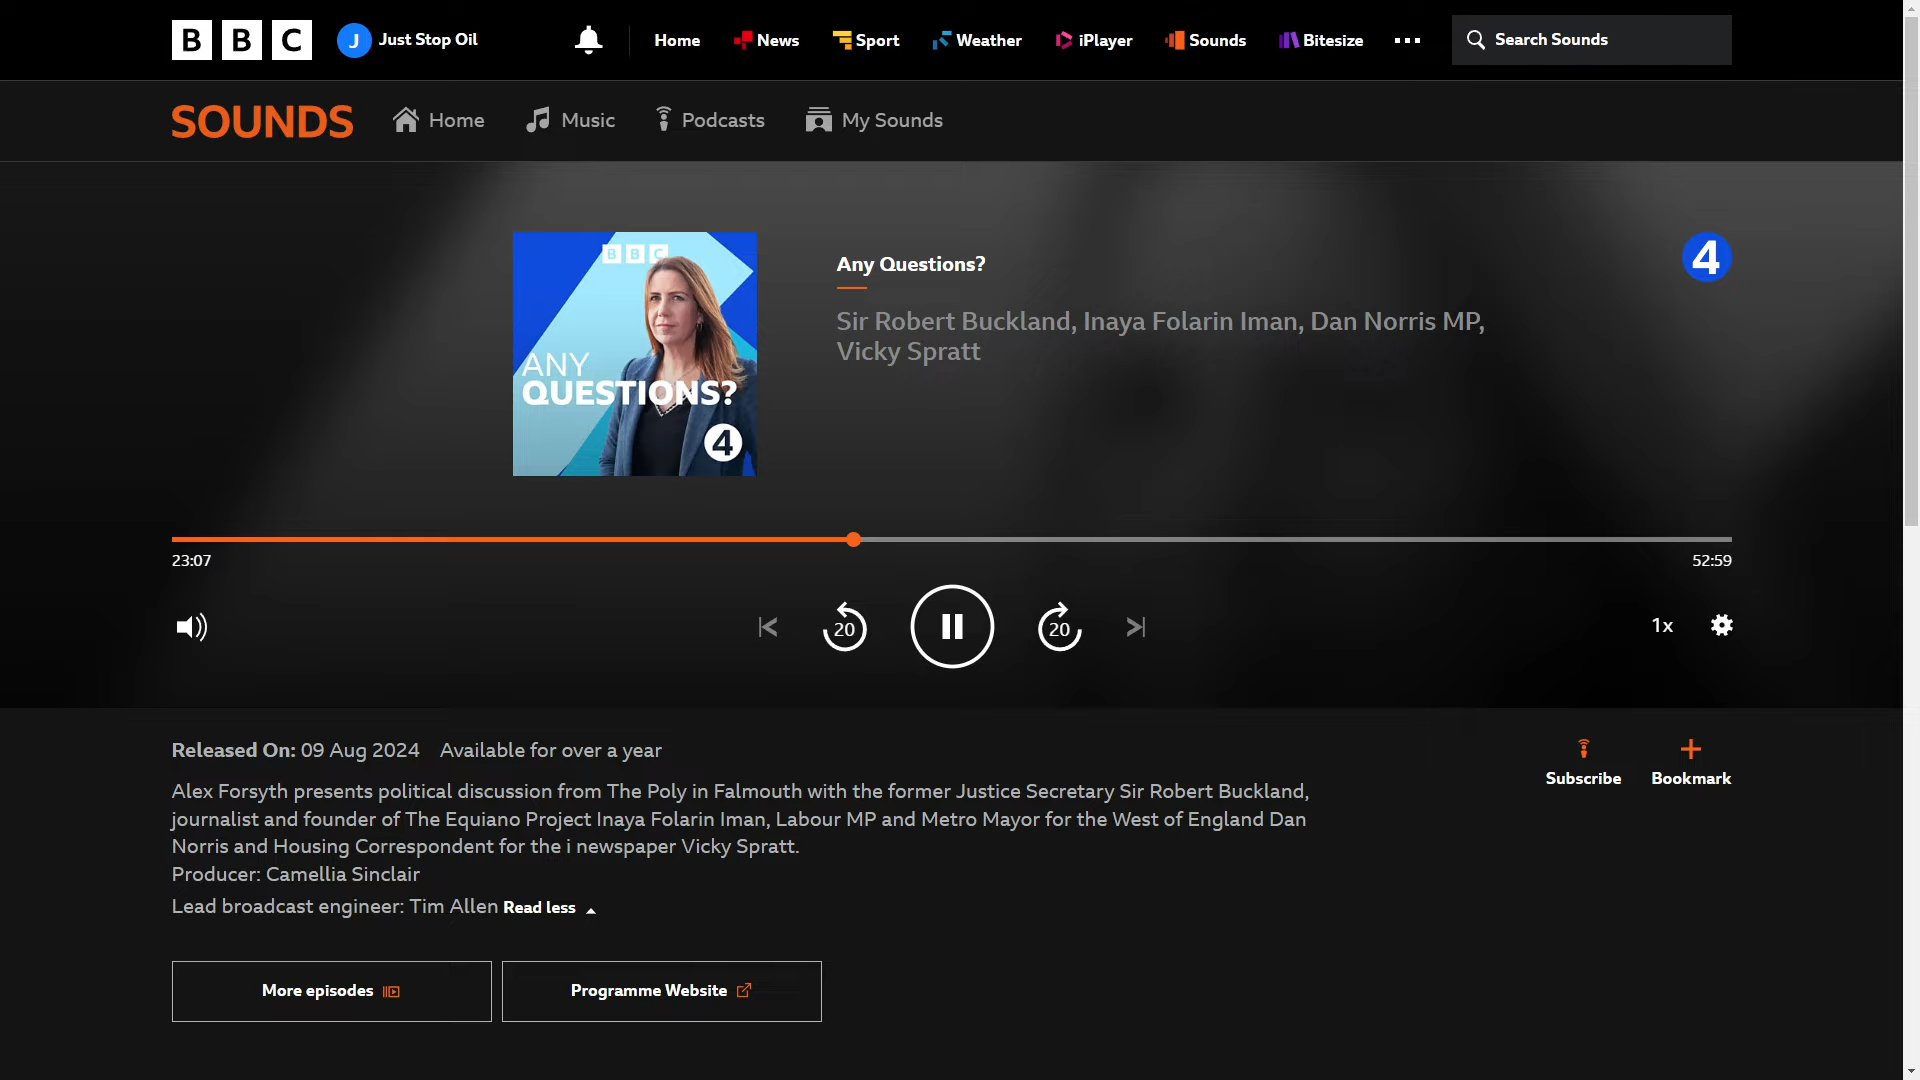 BBC
J Just Stop Oil
Home
News
Sport
Weather
iPlayer
Sounds
Bitesize
Search Sounds
SOUNDS
Home
Music
Podcasts
My Sounds
BBC
ANY
QUESTIONS?
4
Any Questions?
Sir Robert Buckland, Inaya Folarin Iman, Dan Norris MP,
Vicky Spratt
4
23:07
52:59
20
20
1x
Released On: 09 Aug 2024 Available for over a year
Alex Forsyth presents political discussion from The Poly in Falmouth with the former Justice Secretary Sir Robert Buckland,
journalist and founder of The Equiano Project Inaya Folarin Iman, Labour MP and Metro Mayor for the West of England Dan
Norris and Housing Correspondent for the i newspaper Vicky Spratt.
Producer: Camellia Sinclair
Lead broadcast engineer: Tim Allen Read less
Subscribe
Bookmark
More episodes
Programme Website